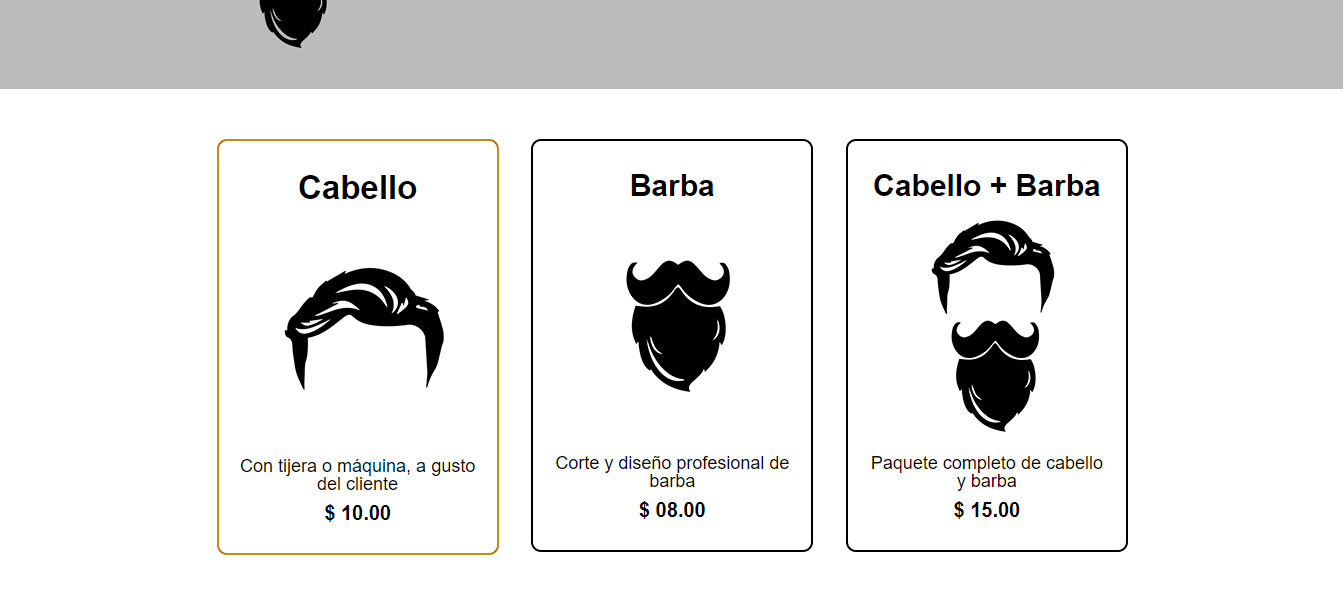 Cabello
Con tijera o máquina, a gusto
del cliente
$ 10.00
Barba
Corte y diseño profesional de
barba
$ 08.00
Cabello + Barba
Paquete completo de cabello
y barba
$ 15.00